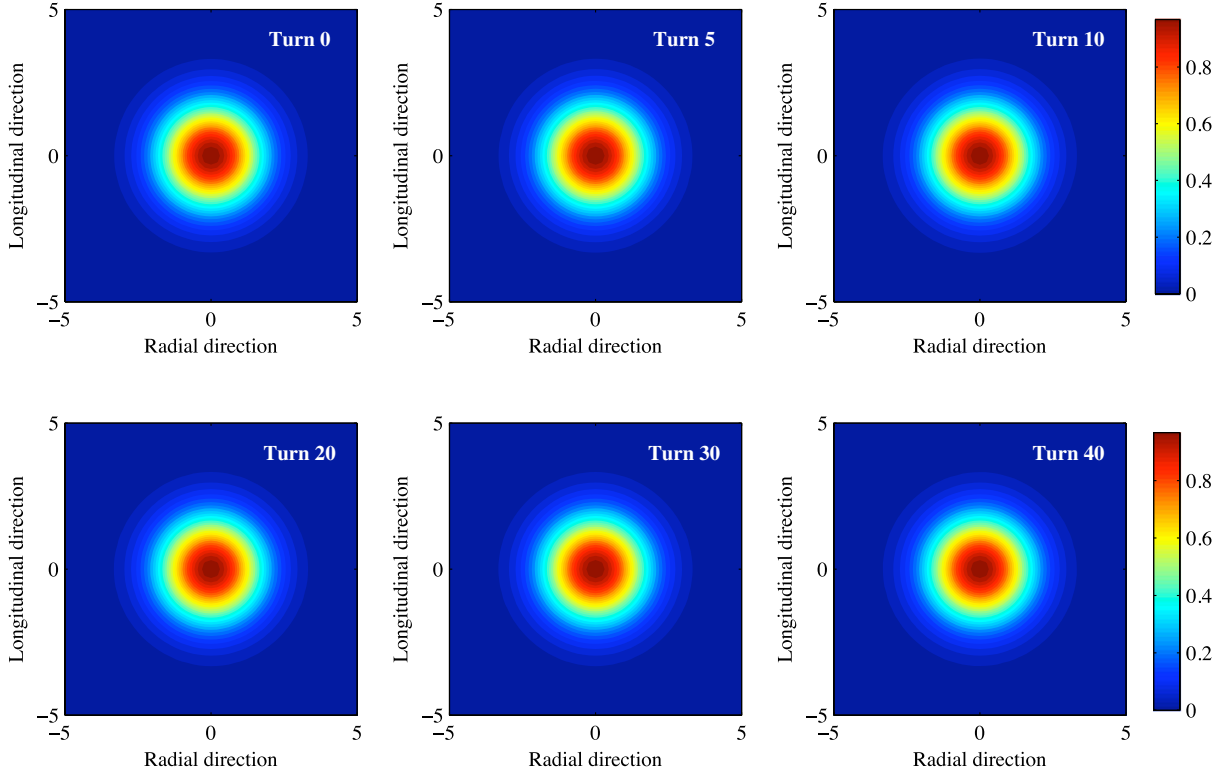 5
Turn 0
Longitudinal direction
0
−5
−5 0 5
Radial direction
5
Turn 5
Longitudinal direction
0
−5
−5 0 5
Radial direction
5
Turn 10
Longitudinal direction
0
−5
−5 0 5
Radial direction
0.8
0.6
0.4
0.2
0
5
Turn 20
Longitudinal direction
0
−5
−5 0 5
Radial direction
5
Turn 30
Longitudinal direction
0
−5
−5 0 5
Radial direction
5
Turn 40
Longitudinal direction
0
−5
−5 0 5
Radial direction
0.8
0.6
0.4
0.2
0